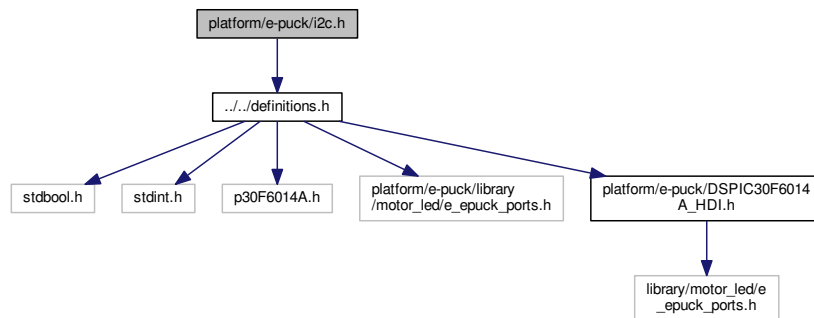 platform/e-puck/i2c.h
../../definitions.h
stdbool.h
stdint.h
p30F6014A.h
platform/e-puck/library
/motor_led/e_epuck_ports.h
platform/e-puck/DSPIC30F6014
A_HDI.h
library/motor_led/e
_epuck_ports.h